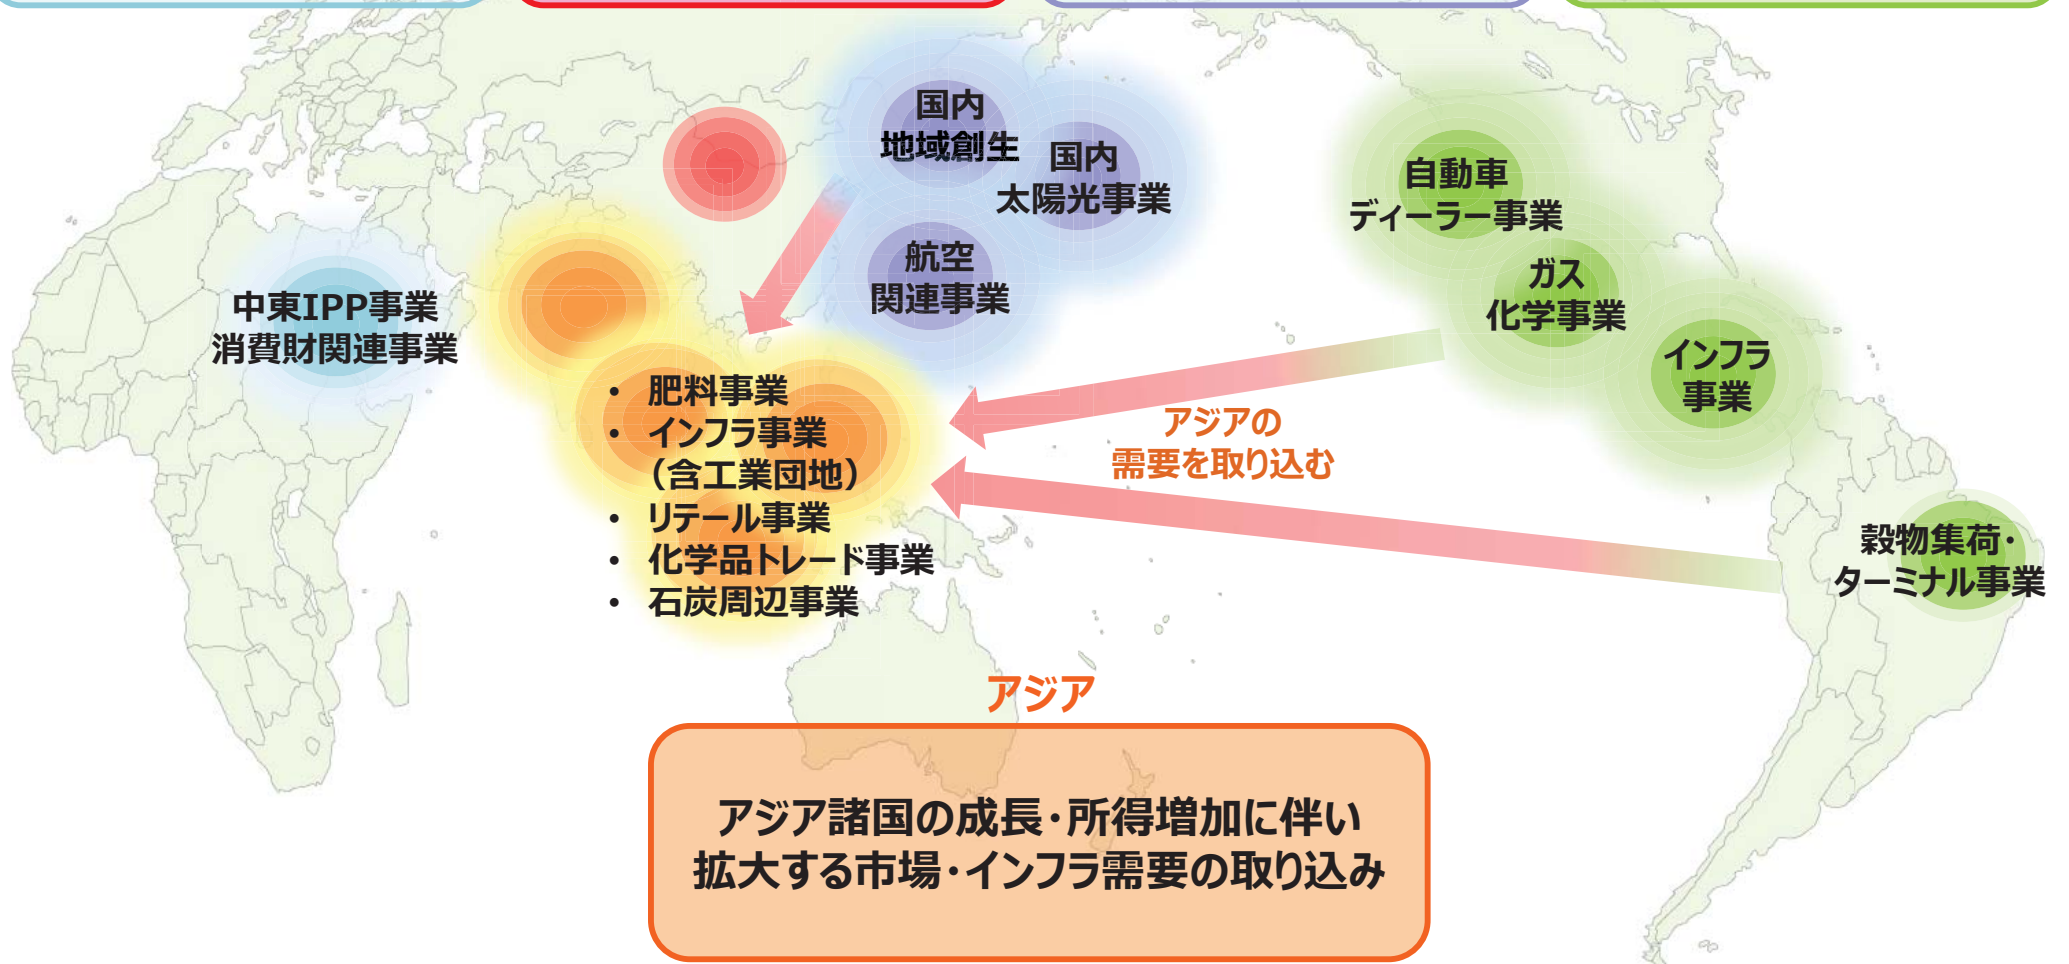 国内
地域創生
国内
太陽光事業
航空
関連事業
自動車
ディーラー事業
ガス
化学事業
インフラ
事業
中東IPP事業
消費財関連事業
• 肥料事業
• インフラ事業
（含工業団地）
• リテール事業
• 化学品トレード事業
• 石炭周辺事業
アジアの
需要を取り込む
穀物集荷・
ターミナル事業
アジア
アジア諸国の成長・所得増加に伴い
拡大する市場・インフラ需要の取り込み